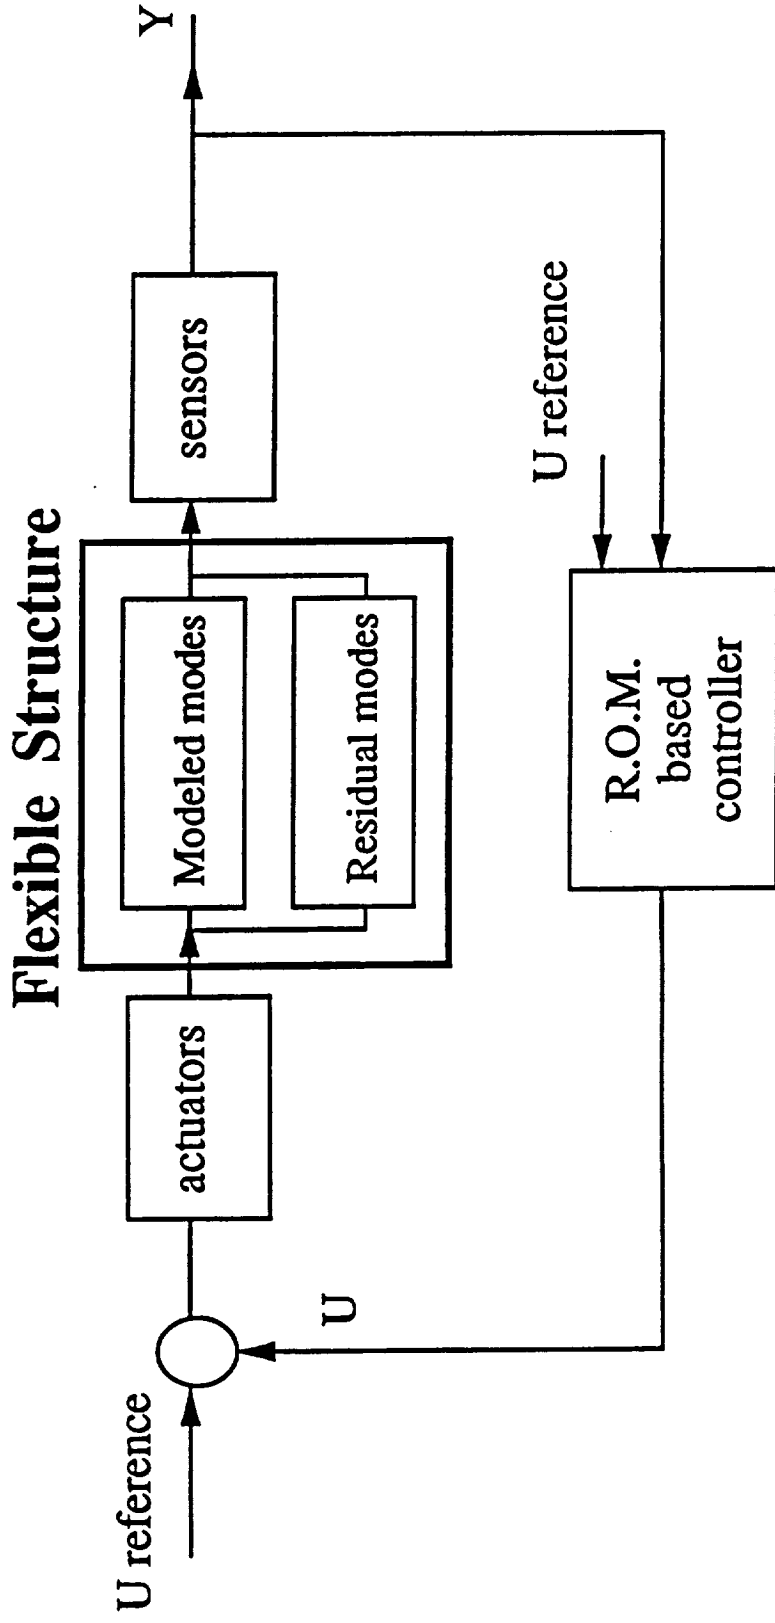 Flexible Structure
U reference
actuators
Modeled modes
Residual modes
sensors
Y
U
U reference
R.O.M.
based
controller